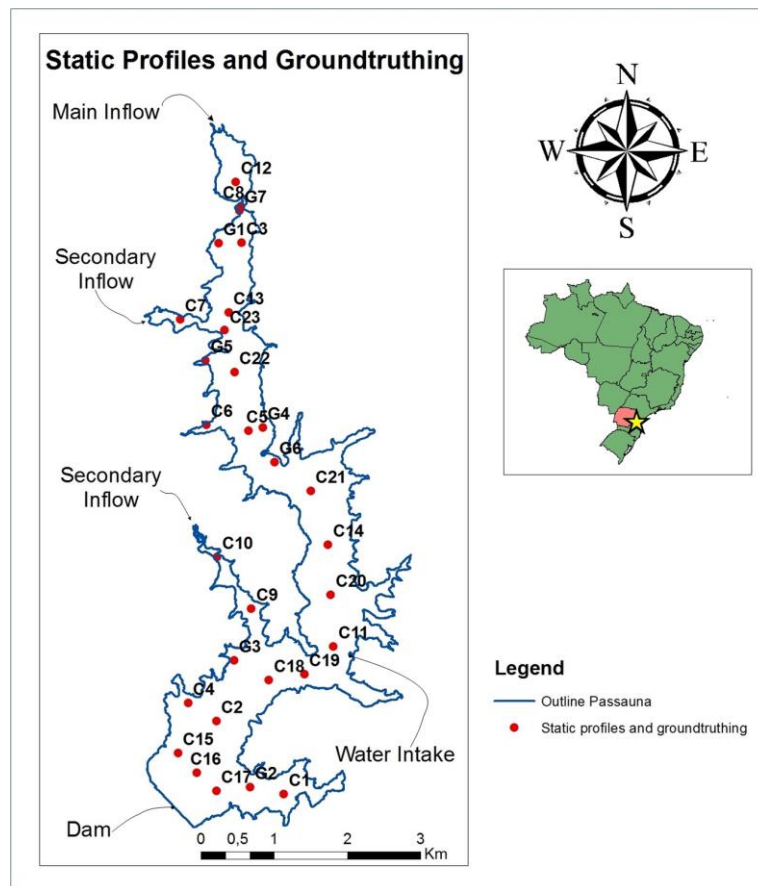 Static Profiles and Groundtruthing
Main Inflow
C12
C8
G7
G1
C3
Secondary
Inflow
C7
C13
C23
G5
C22
C6
C5
G4
G6
Secondary
Inflow
C21
C10
C14
C9
C20
G3
C11
C18
C19
C4
C2
Water Intake
C15
C16
C17
G2
C1
Dam
0
0,5
1
2
3
Km
N
W
E
S
Legend
Outline Passauna
Static profiles and groundtruthing